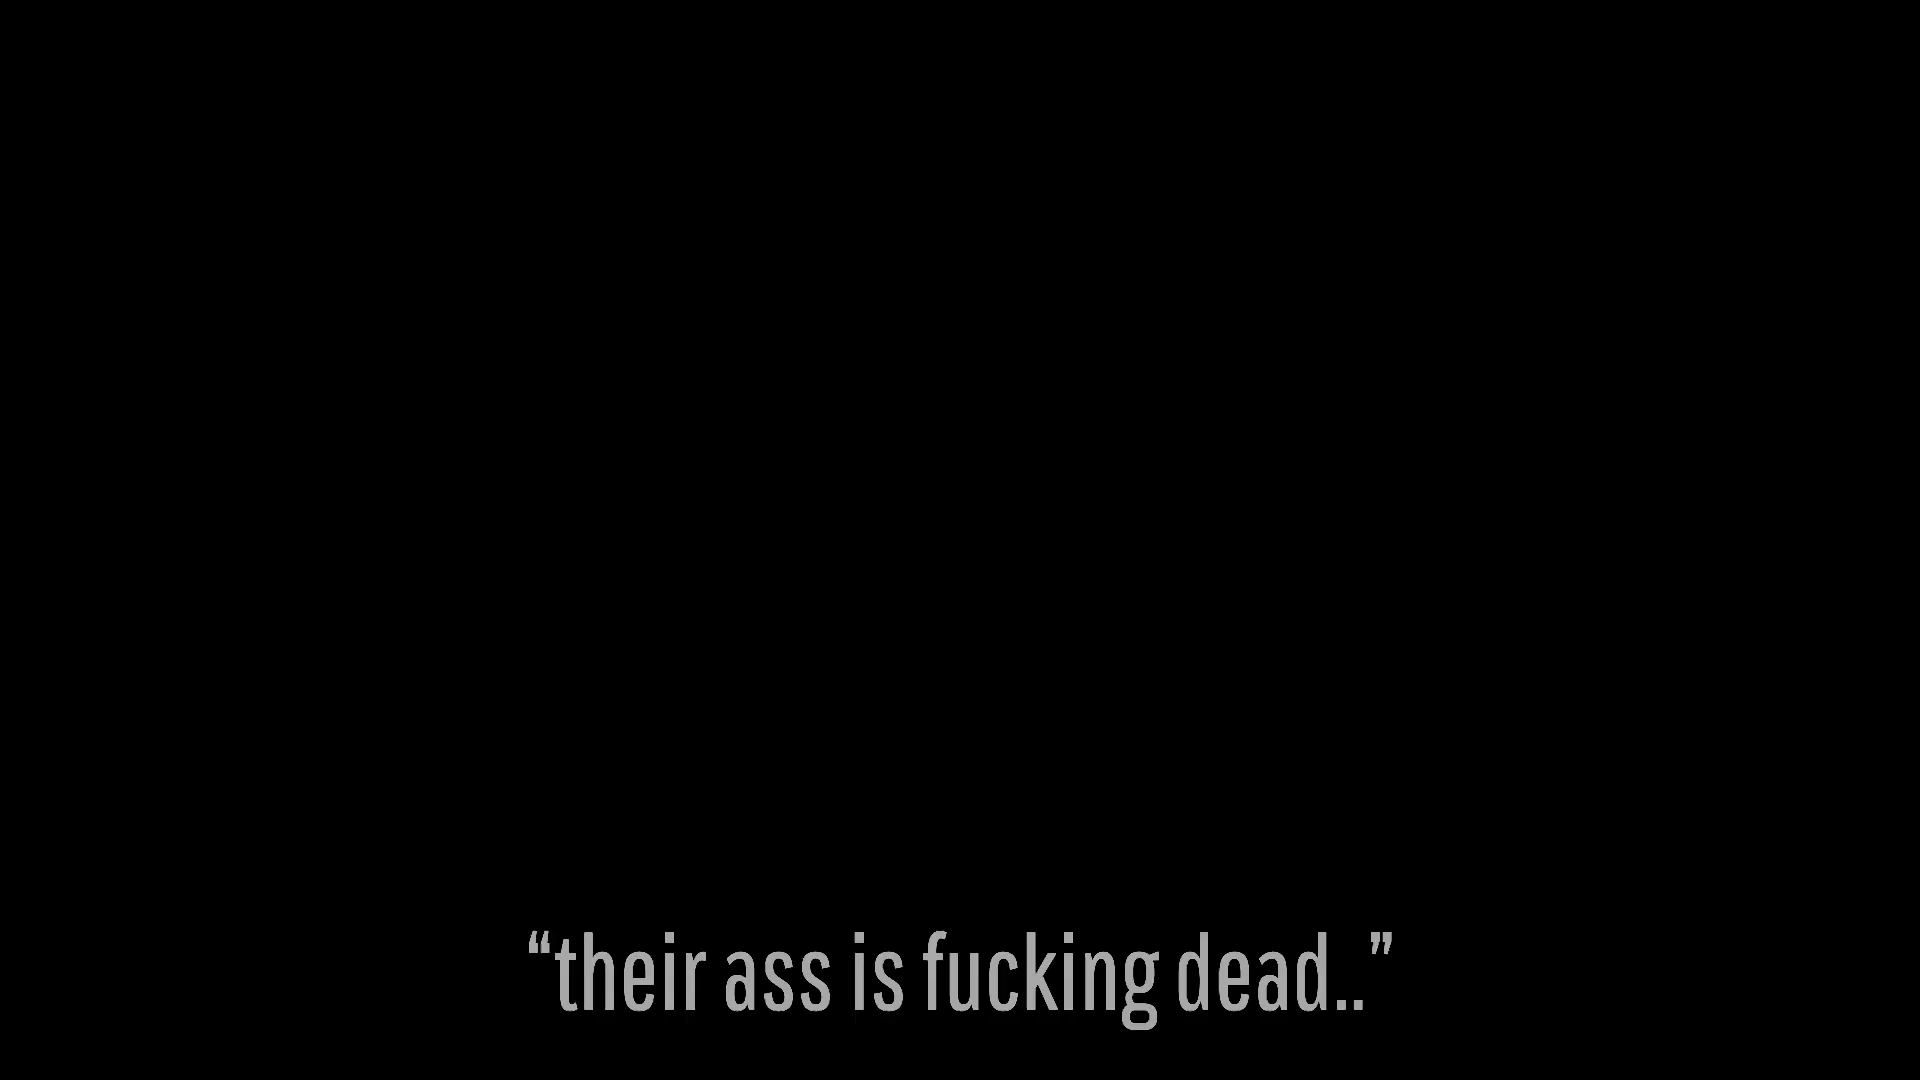 “their ass is fucking dead..”